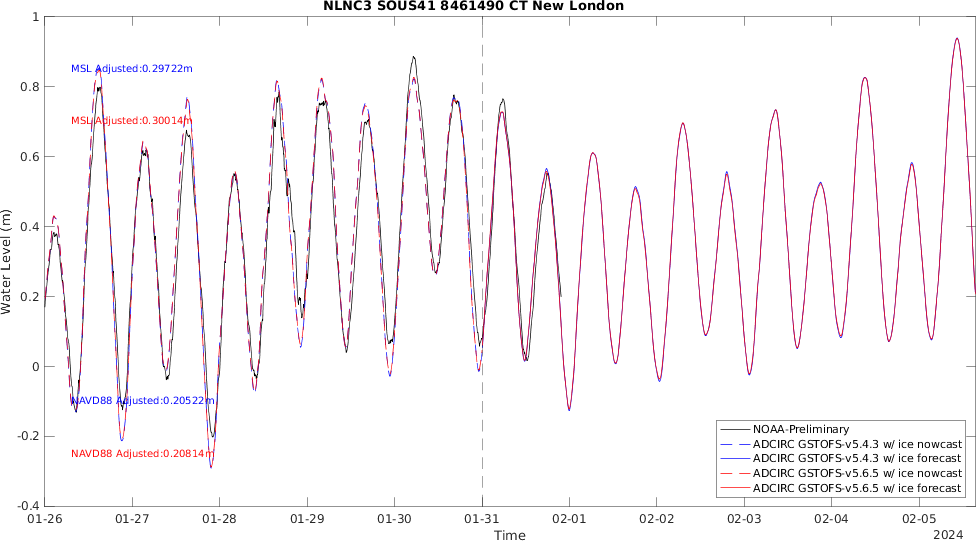 NLNC3 SOUS41 8461490 CT New London
1
0.8
0.6
0.4
0.2
0
-0.2
-0.4
Water Level (m)
MSL Adjusted:0.29722m
MSL Adjusted:0.30014m
NAVD88 Adjusted:0.20522m
NAVD88 Adjusted:0.20814m
NOAA-Preliminary
ADCIRC GSTOFS-v5.4.3 w/ ice nowcast
ADCIRC GSTOFS-v5.4.3 w/ ice forecast
ADCIRC GSTOFS-v5.6.5 w/ ice nowcast
ADCIRC GSTOFS-v5.6.5 w/ ice forecast
01-26 01-27 01-28 01-29 01-30 01-31 02-01 02-02 02-03 02-04 02-05
Time
2024